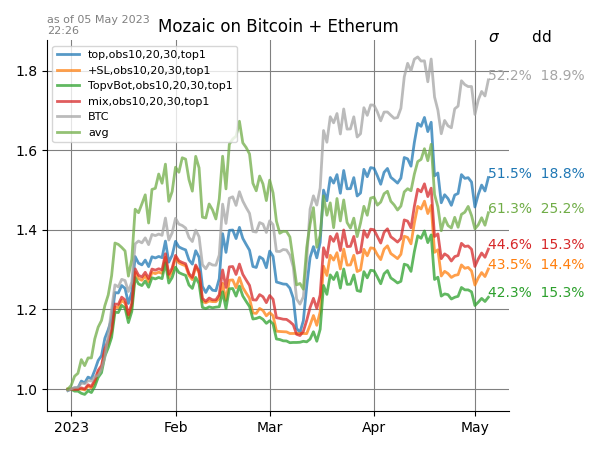 as of 05 May 2023
22:26
Mozaic on Bitcoin + Etherum
σ dd
top,obs10,20,30,top1
+SL,obs10,20,30,top1
TopvBot,obs10,20,30,top1
mix,obs10,20,30,top1
BTC
avg
52.2% 18.9%
51.5% 18.8%
61.3% 25.2%
44.6% 15.3%
43.5% 14.4%
42.3% 15.3%
1.8
1.6
1.4
1.2
1.0
2023 Feb Mar Apr May